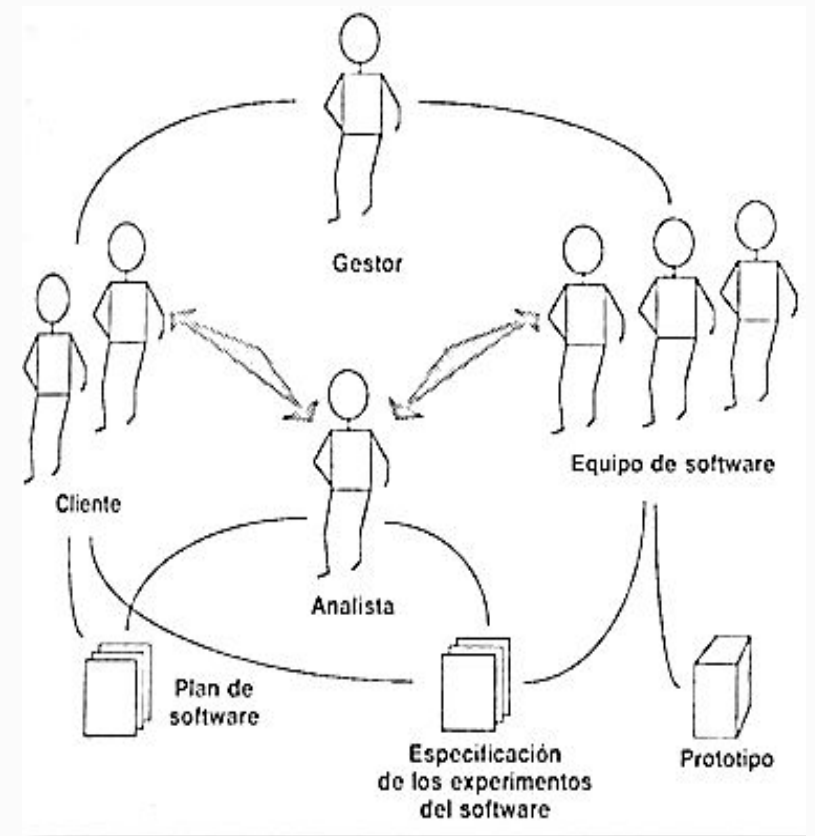 Gestor
Equipo de software
Cliente
Analista
Plan de
software
Especificación
de los experimentos
del software
Prototipo